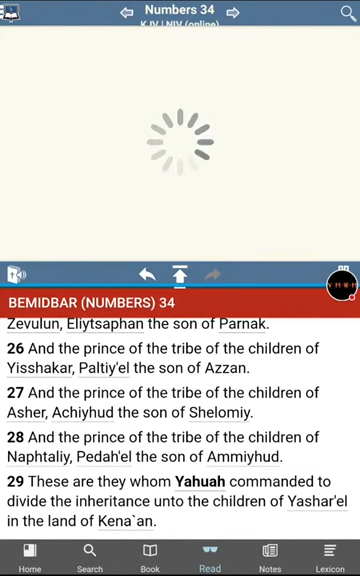 Numbers 34
KJV | NIV (online)
BEMIDBAR (NUMBERS) 34
Zevulun, Eliytsaphan the son of Parnak.
26 And the prince of the tribe of the children of
Yisshakar, Paltiy'el the son of Azzan.
27 And the prince of the tribe of the children of
Asher, Achiyhud the son of Shelomiy.
28 And the prince of the tribe of the children of
Naphtaliy, Pedah'el the son of Ammiyhud.
29 These are they whom Yahuah commanded to
divide the inheritance unto the children of Yashar'el
in the land of Kena`an.
Home Search Book Read Notes Lexicon